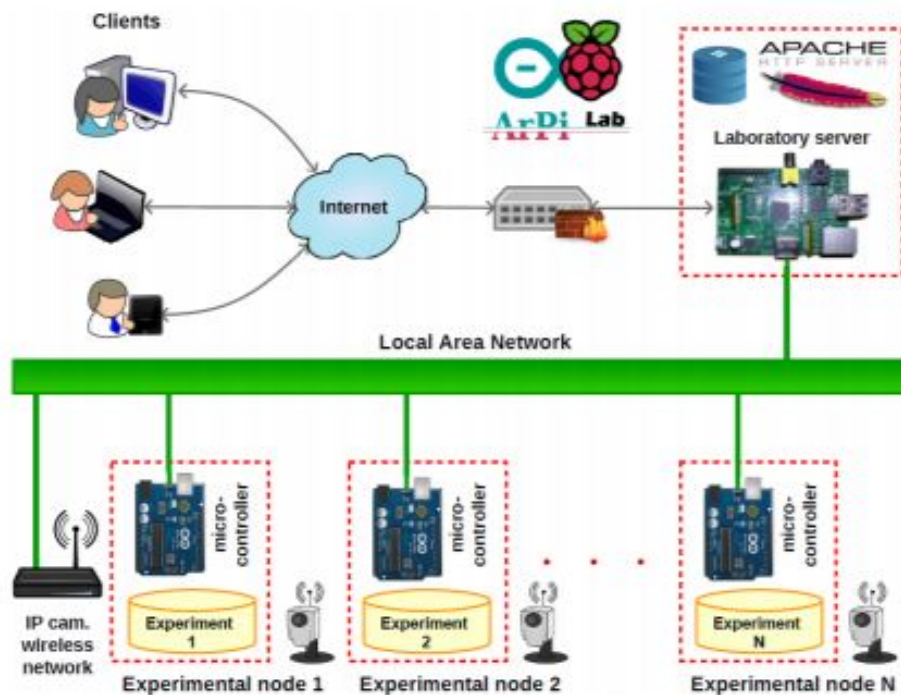 Clients
APACHE
HTTP SERVER
ArPi Lab
Laboratory server
Internet
Local Area Network
micro-
controller
Experiment
1
micro-
controller
Experiment
2
. . .
micro-
controller
Experiment
N
IP cam.
wireless
network
Experimental node 1
Experimental node 2
Experimental node N